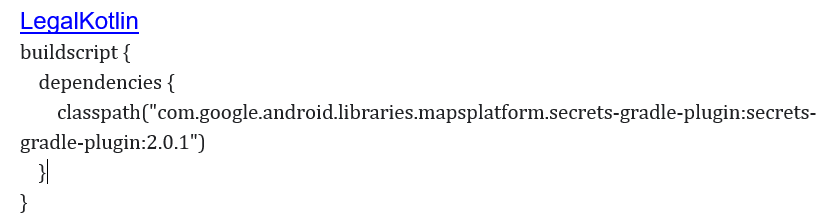 LegalKotlin
buildscript {
    dependencies {
        classpath("com.google.android.libraries.mapsplatform.secrets-gradle-plugin:secrets-
gradle-plugin:2.0.1")
    }
}